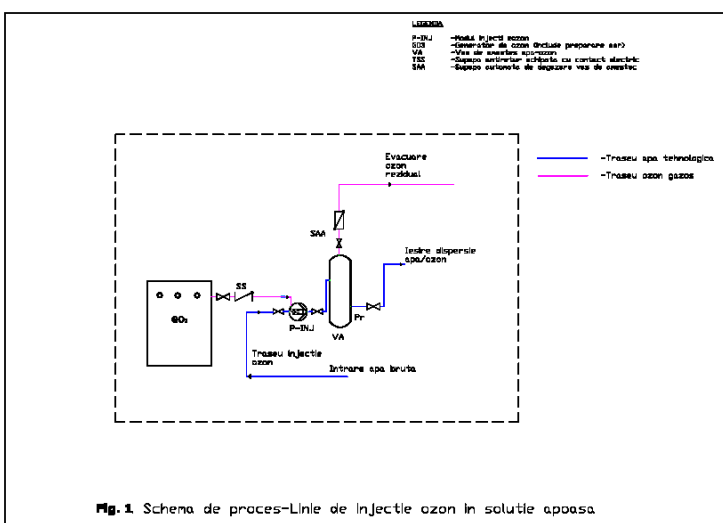 LEGENDA
P-INJ -Modul injecti ozon
GO3 -Generator de ozon (include preparare aer)
VA -Vas de amestec apa-ozon
TSS -Supapa antiretur echipata cu contact electric
SAA -Supapa automata de degazare vas de amestec
Evacuare
ozon
rezidual
-Traseu apa tehnologica
-Traseu ozon gazos
SAA
Iesire dispersie
apa/ozon
SS
GO₃
P-INJ
Pr
VA
Traseu injectie
ozon
Intrare apa bruta
Fig. 1 Schema de proces-Linie de injectie ozon in solutie apoasa